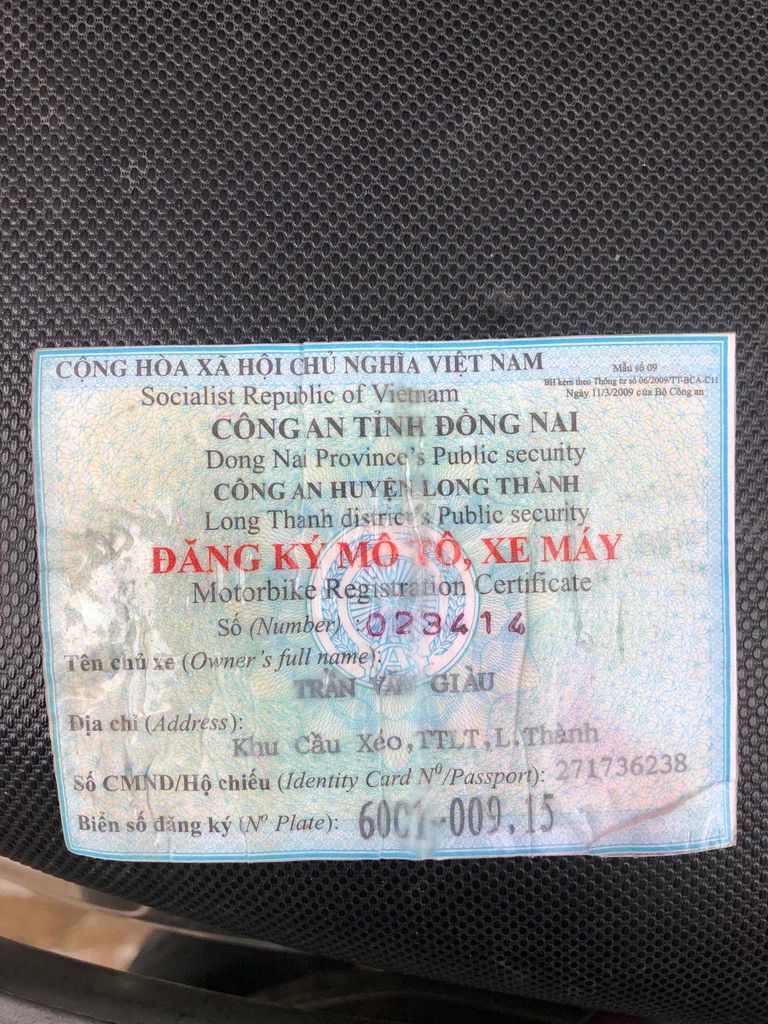 CỘNG HÒA XÃ HỘI CHỦ NGHĨA VIỆT NAM
Mẫu số 09
BH kèm theo Thông tư số 06/2009/TT-BCA-C11
Ngày 11/3/2009 của Bộ Công an
Socialist Republic of Vietnam
CÔNG AN TỈNH ĐỒNG NAI
Dong Nai Province's Public security
CÔNG AN HUYỆN LONG THÀNH
Long Thanh district's Public security
ĐĂNG KÝ MÔ TÔ, XE MÁY
Motorbike Registration Certificate
Số (Number) : 023414
Tên chủ xe (Owner's full name):
TRẦN VĂN GIÀU
Địa chỉ (Address):
Khu Cầu Xéo,TTLT,L.Thành
Số CMND/Hộ chiếu (Identity Card N⁰/Passport): 271736238
Biển số đăng ký (N⁰ Plate): 60C1-009.15